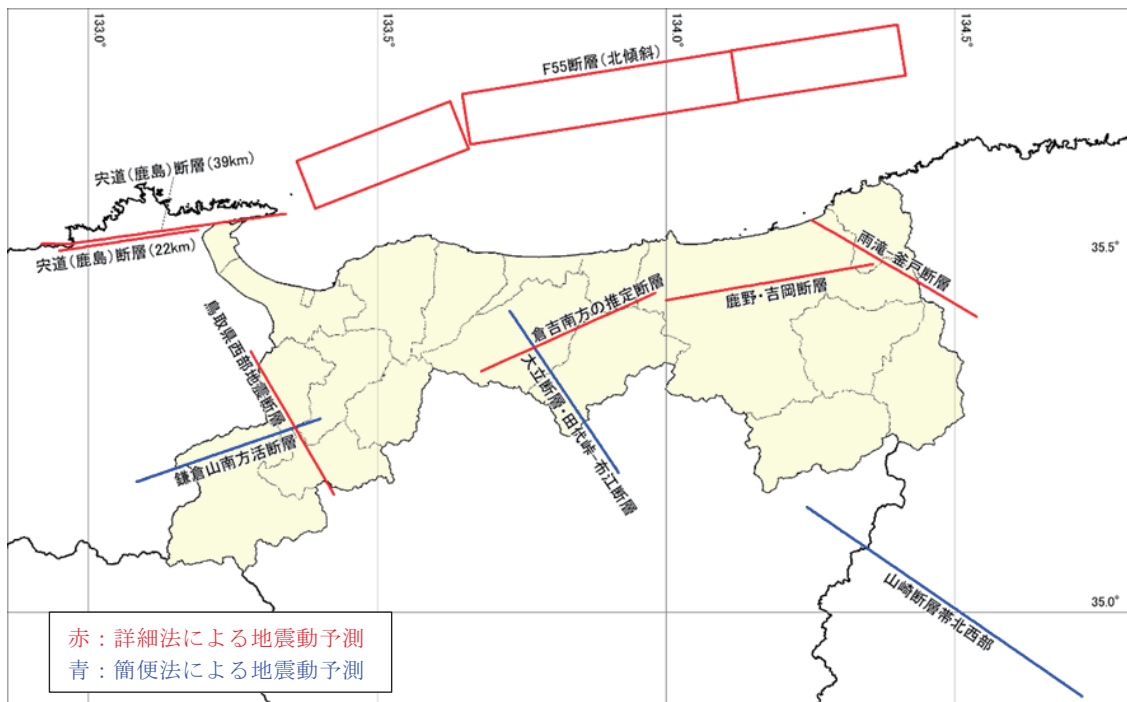 133.0°
133.5°
134.0°
134.5°
F55断層(北傾斜)
宍道(鹿島)断層(39km)
宍道(鹿島)断層(22km)
35.5°
雨滝-釜戸断層
鹿野・吉岡断層
倉吉南方の推定断層
大立断層・田代峠-布江断層
鳥取県西部地震断層
鎌倉山南方活断層
35.0°
山崎断層帯北西部
赤：詳細法による地震動予測
青：簡便法による地震動予測